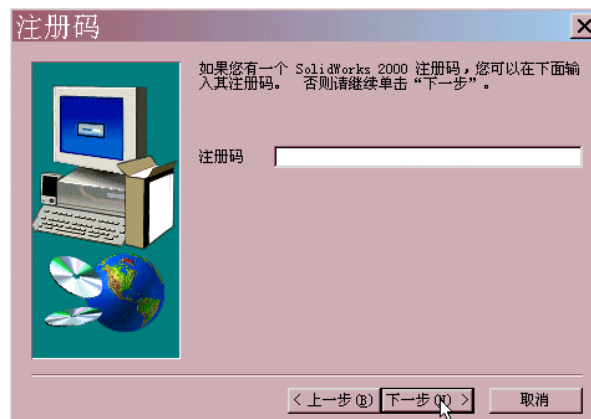 注册码
如果您有一个 SolidWorks 2000 注册码，您可以在下面输
入其注册码。 否则请继续单击“下一步”。
注册码
< 上一步(B) 下一步(N) > 取消